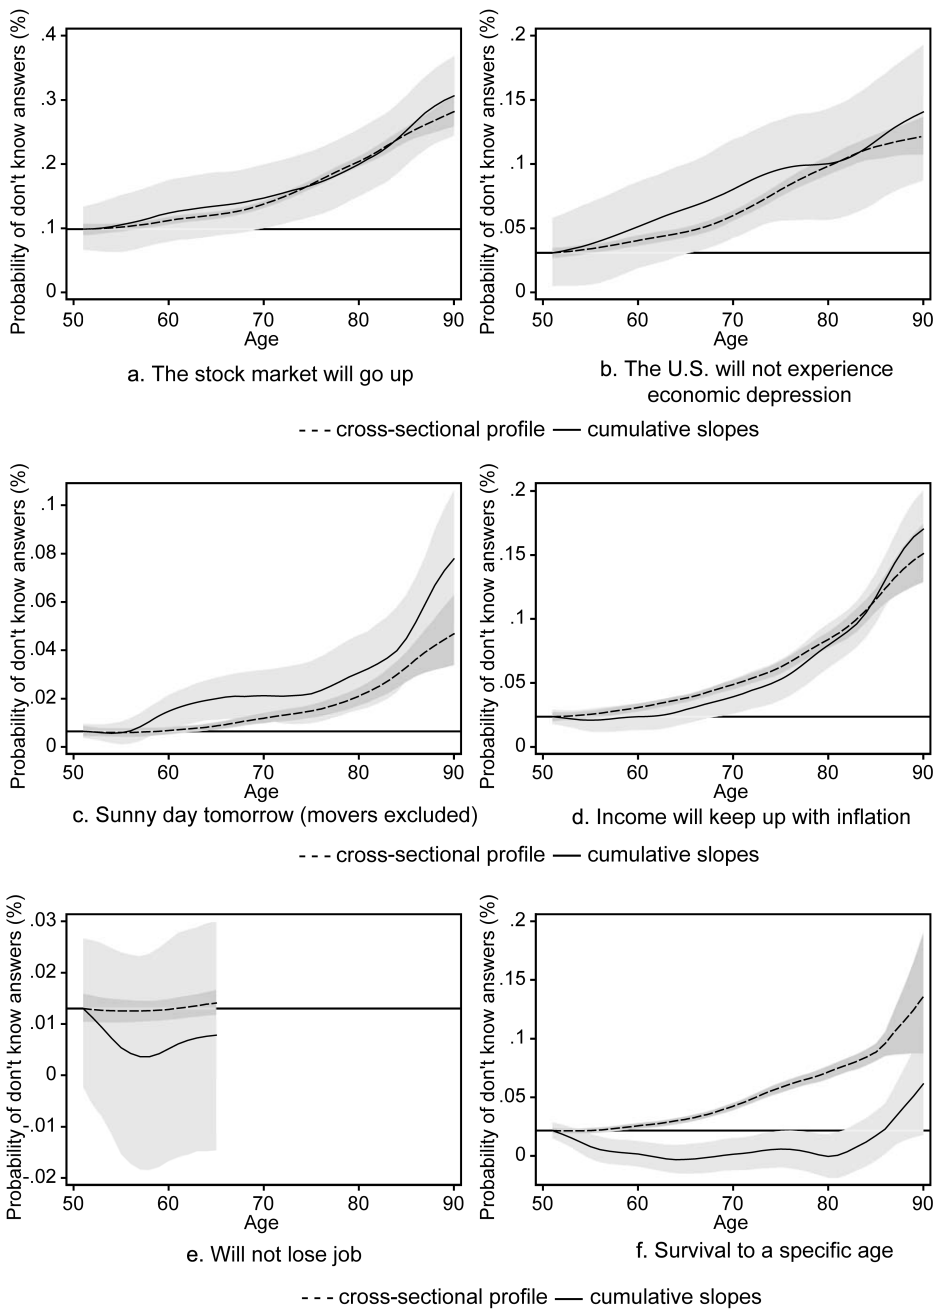 Probability of don't know answers (%)
.4
.3
.2
.1
0
50 60 70 80 90
Age
a. The stock market will go up
Probability of don't know answers (%)
.2
.15
.1
.05
0
50 60 70 80 90
Age
b. The U.S. will not experience
economic depression
--- cross-sectional profile — cumulative slopes
Probability of don't know answers (%)
.1
.08
.06
.04
.02
0
50 60 70 80 90
Age
c. Sunny day tomorrow (movers excluded)
Probability of don't know answers (%)
.2
.15
.1
.05
0
50 60 70 80 90
Age
d. Income will keep up with inflation
--- cross-sectional profile — cumulative slopes
Probability of don't know answers (%)
.03
.02
.01
0
-.01
-.02
50 60 70 80 90
Age
e. Will not lose job
Probability of don't know answers (%)
.2
.15
.1
.05
0
50 60 70 80 90
Age
f. Survival to a specific age
--- cross-sectional profile — cumulative slopes